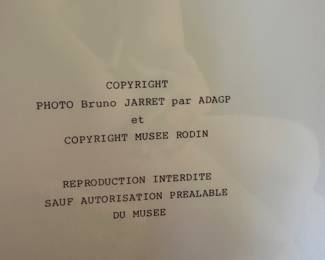 COPYRIGHT
PHOTO Bruno JARRET par ADAGP
et
COPYRIGHT MUSEE RODIN
REPRODUCTION INTERDITE
SAUF AUTORISATION PREALABLE
DU MUSEE